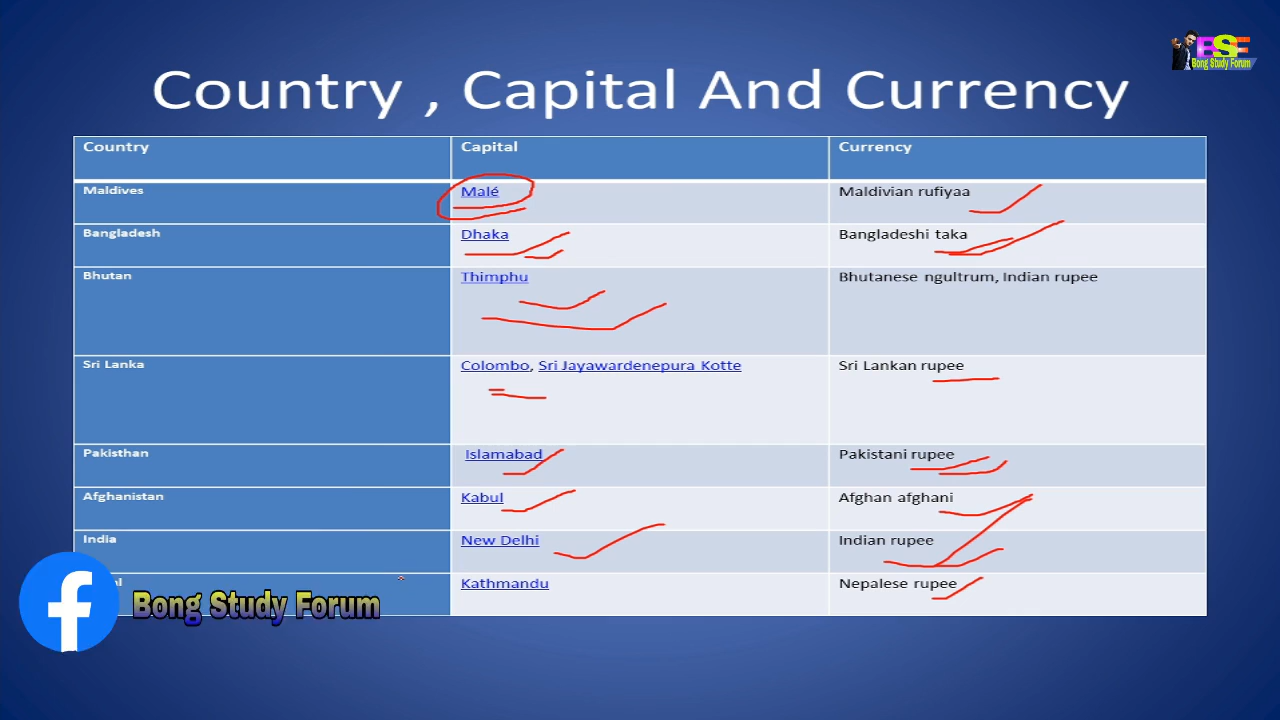 BSF
Bong Study Forum
Country , Capital And Currency
Country Capital Currency
Maldives Malé Maldivian rufiyaa
Bangladesh Dhaka Bangladeshi taka
Bhutan Thimphu Bhutanese ngultrum, Indian rupee
Sri Lanka Colombo, Sri Jayawardenepura Kotte Sri Lankan rupee
Pakisthan Islamabad Pakistani rupee
Afghanistan Kabul Afghan afghani
India New Delhi Indian rupee
Kathmandu Nepalese rupee
f Bong Study Forum